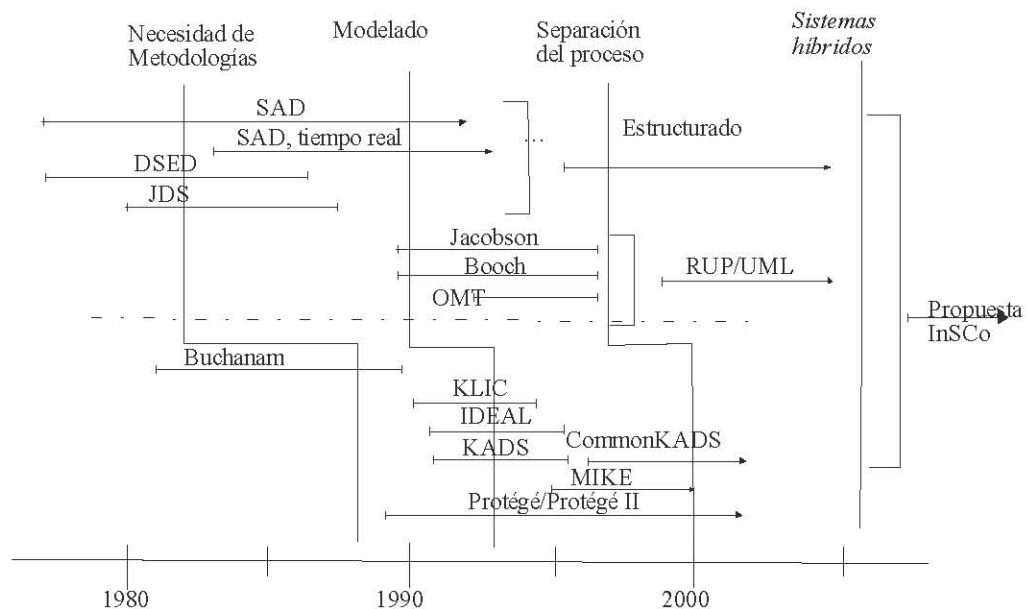 Necesidad de
Metodologías
Modelado
Separación
del proceso
Sistemas
híbridos
SAD
SAD, tiempo real
...
Estructurado
DSED
JDS
Jacobson
Booch
RUP/UML
OMT
Propuesta
InSCo
Buchanam
KLIC
IDEAL
KADS
CommonKADS
MIKE
Protégé/Protégé II
1980
1990
2000